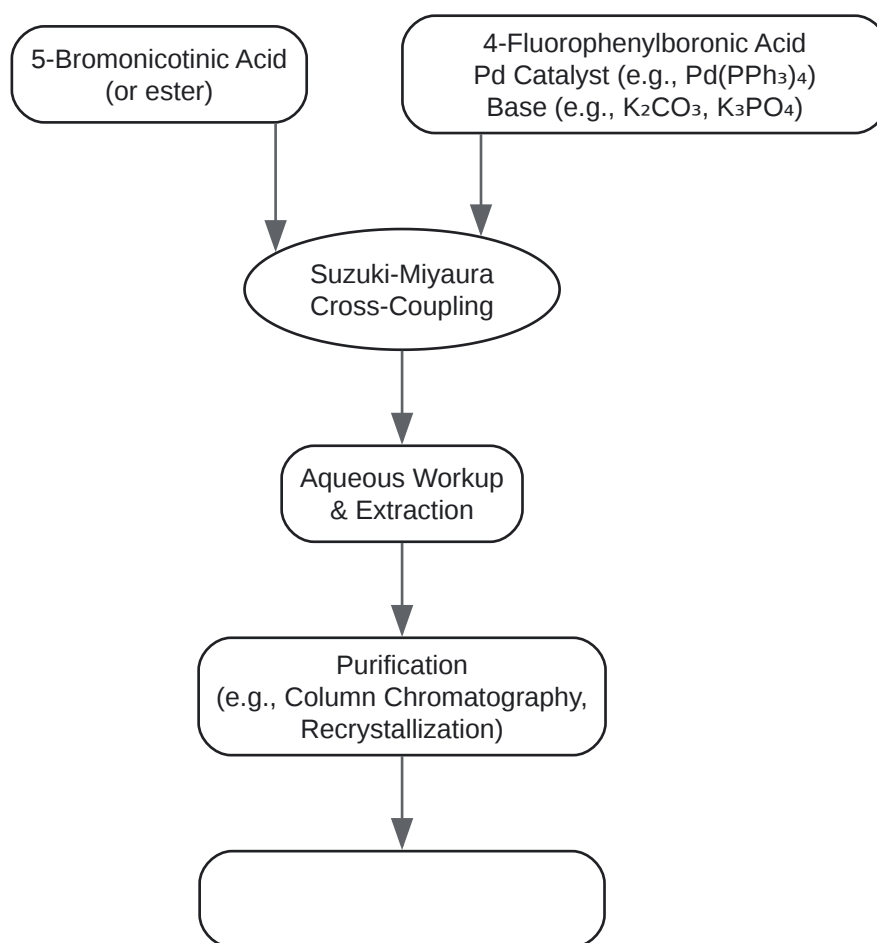 5-Bromonicotinic Acid
(or ester)
4-Fluorophenylboronic Acid
Pd Catalyst (e.g., Pd(PPh₃)₄)
Base (e.g., K₂CO₃, K₃PO₄)
Suzuki-Miyaura
Cross-Coupling
Aqueous Workup
& Extraction
Purification
(e.g., Column Chromatography,
Recrystallization)